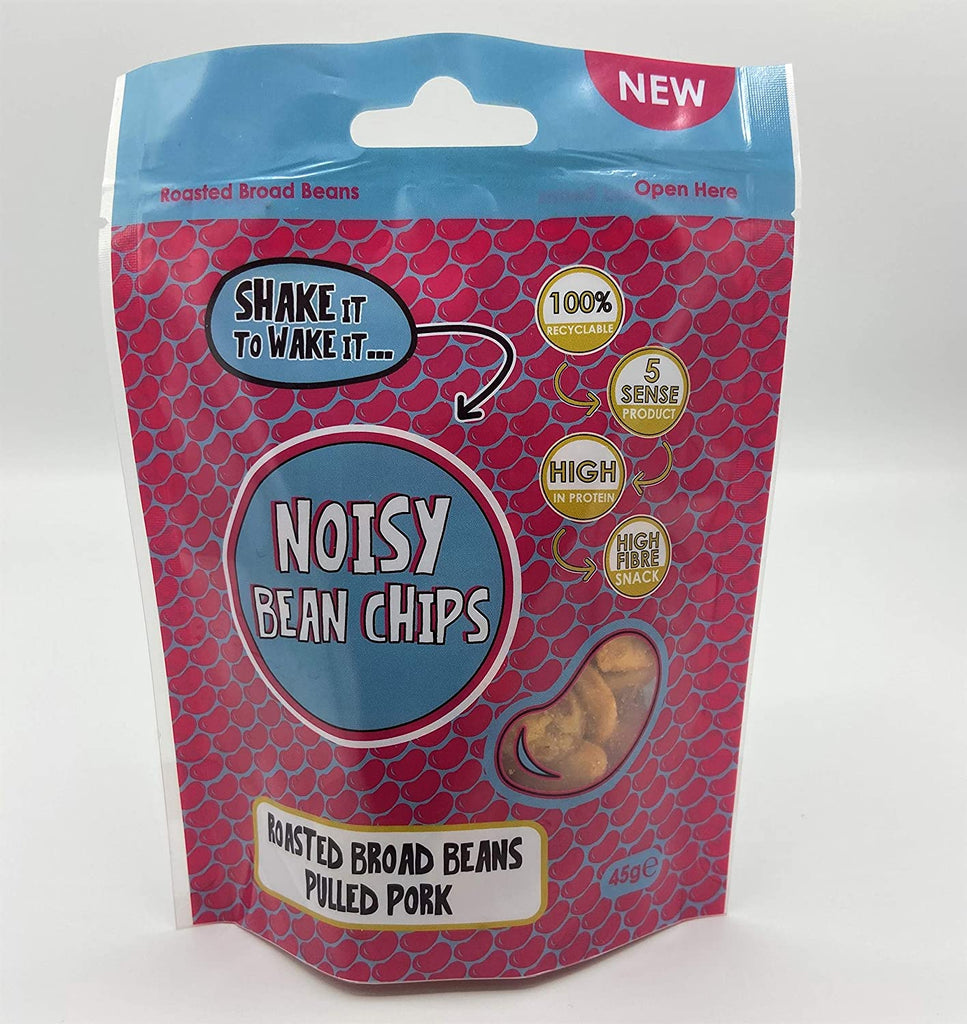 NEW
Roasted Broad Beans
Open Here
SHAKE IT
TO WAKE IT...
100%
RECYCLABLE
5
SENSE
PRODUCT
HIGH
IN PROTEIN
HIGH
FIBRE
SNACK
NOISY
BEAN CHIPS
ROASTED BROAD BEANS
PULLED PORK
45g℮